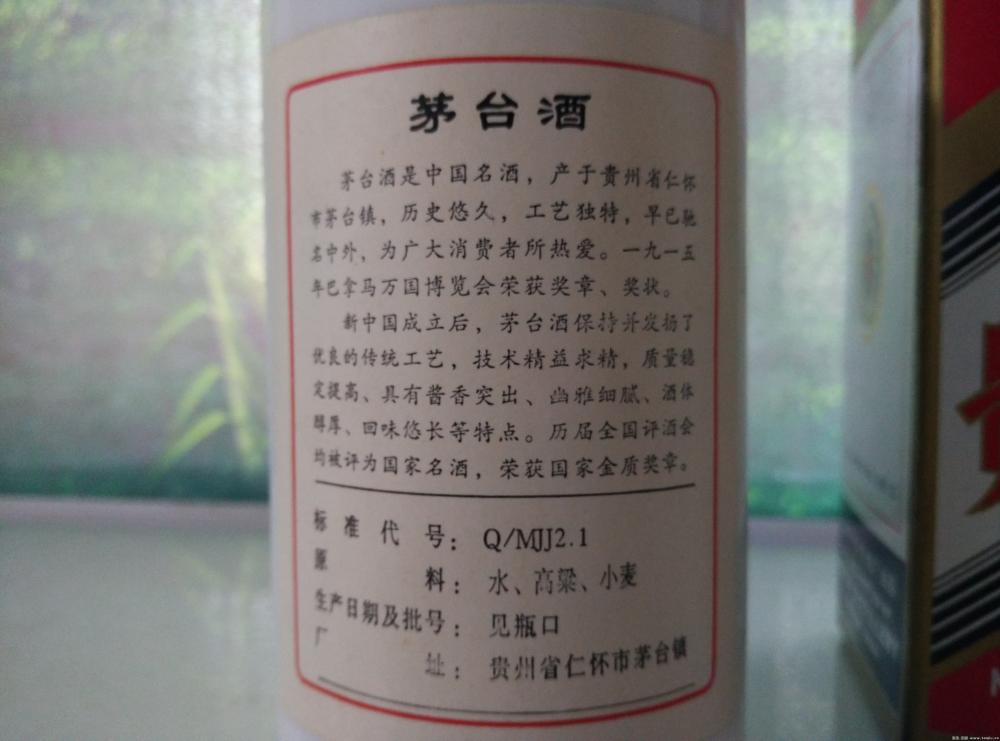 茅台酒
茅台酒是中国名酒，产于贵州省仁怀
市茅台镇，历史悠久，工艺独特，早已驰
名中外，为广大消费者所热爱。一九一五
年巴拿马万国博览会荣获奖章、奖状。
新中国成立后，茅台酒保持并发扬了
优良的传统工艺，技术精益求精，质量稳
定提高、具有酱香突出、幽雅细腻、酒体
醇厚、回味悠长等特点。历届全国评酒会
均被评为国家名酒，荣获国家金质奖章。
标准代号：Q/MJJ2.1
原料：水、高粱、小麦
生产日期及批号：见瓶口
厂址：贵州省仁怀市茅台镇
贵